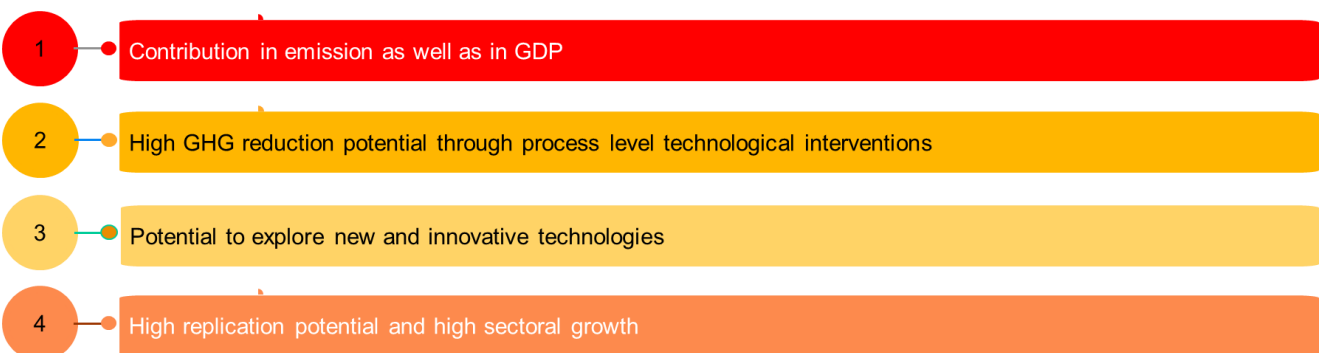 1
Contribution in emission as well as in GDP
2
High GHG reduction potential through process level technological interventions
3
Potential to explore new and innovative technologies
4
High replication potential and high sectoral growth